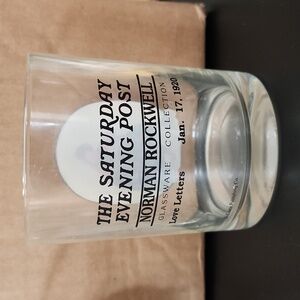 THE SATURDAY
EVENING POST
NORMAN ROCKWELL
GLASSWARE COLLECTION
Love Letters Jan. 17, 1920